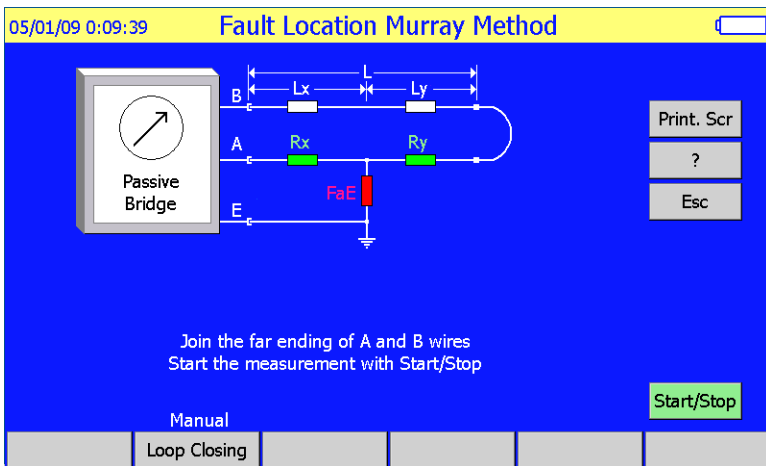 05/01/09 0:09:39 Fault Location Murray Method
L
B Lx Ly
A Rx Ry
FaE
E
Passive
Bridge
Print. Scr
?
Esc
Join the far ending of A and B wires
Start the measurement with Start/Stop
Start/Stop
Manual
Loop Closing